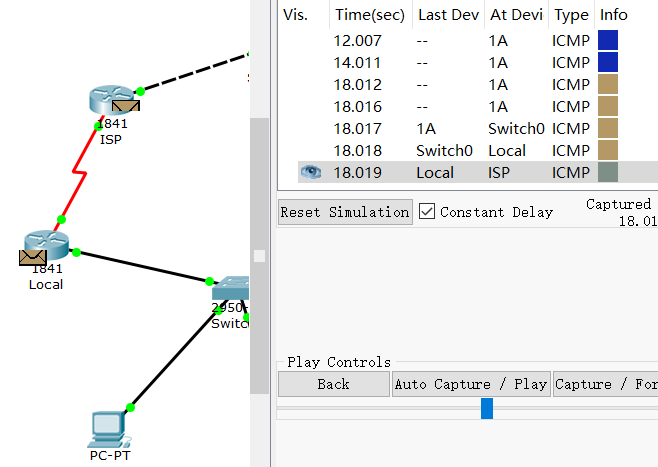 Vis. Time(sec) Last Dev At Devi Type Info
12.007 -- 1A ICMP
14.011 -- 1A ICMP
18.012 -- 1A ICMP
18.016 -- 1A ICMP
18.017 1A Switch0 ICMP
18.018 Switch0 Local ICMP
18.019 Local ISP ICMP
Reset Simulation Constant Delay Captured
18.01
Play Controls
Back Auto Capture / Play Capture / For
1841
ISP
1841
Local
2950-
Switc
PC-PT